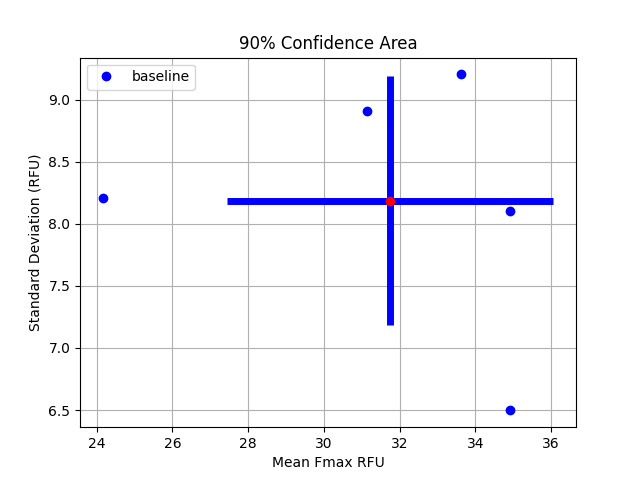 90% Confidence Area
baseline
Standard Deviation (RFU)
9.0
8.5
8.0
7.5
7.0
6.5
24 26 28 30 32 34 36
Mean Fmax RFU